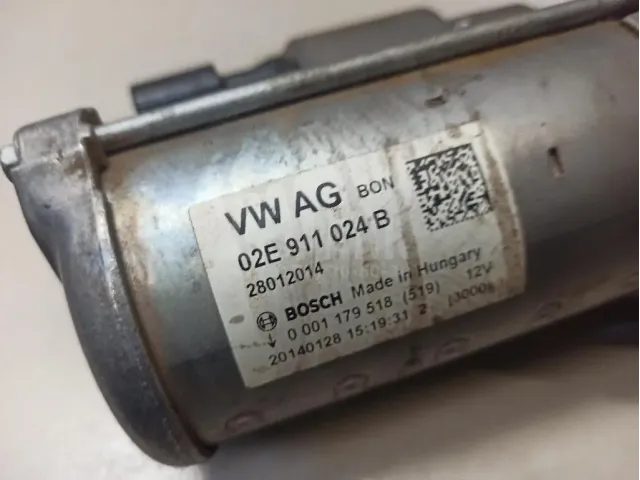 VW AG BON
02E 911 024 B
28012014
BOSCH Made in Hungary
0 001 179 518 (519) 12V
20140128 15:19:31 2